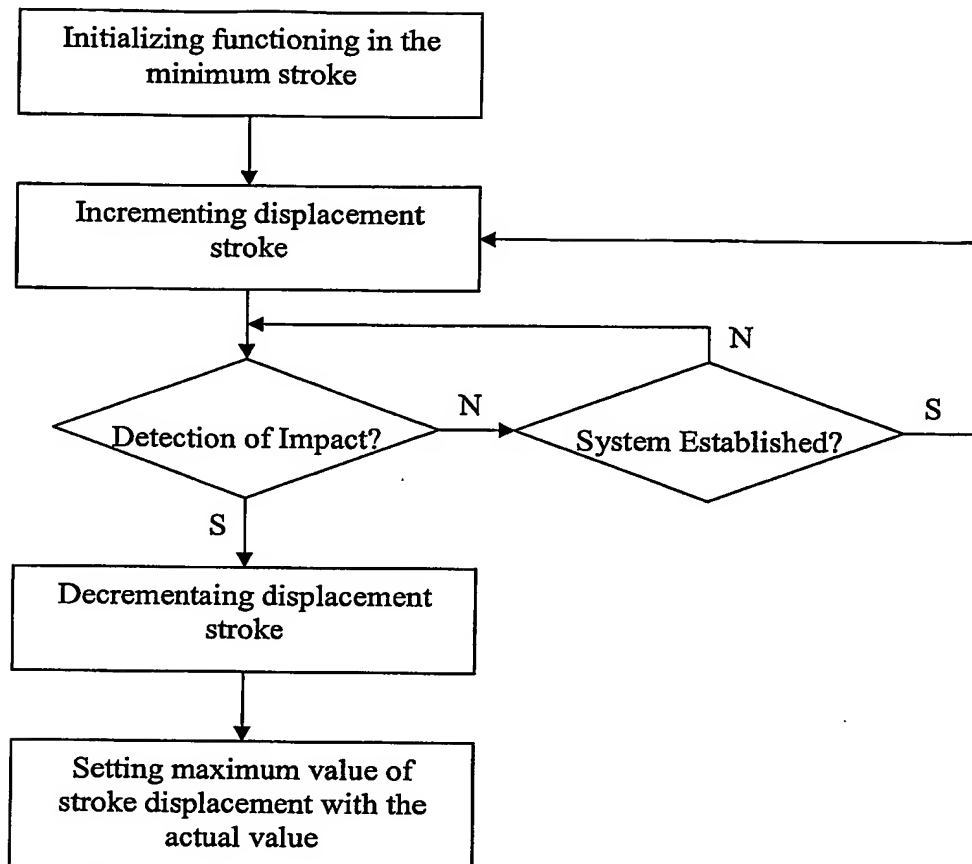 Initializing functioning in the
minimum stroke
Incrementing displacement
stroke
N
N
S
Detection of Impact?
System Established?
S
Decrementaing displacement
stroke
Setting maximum value of
stroke displacement with the
actual value